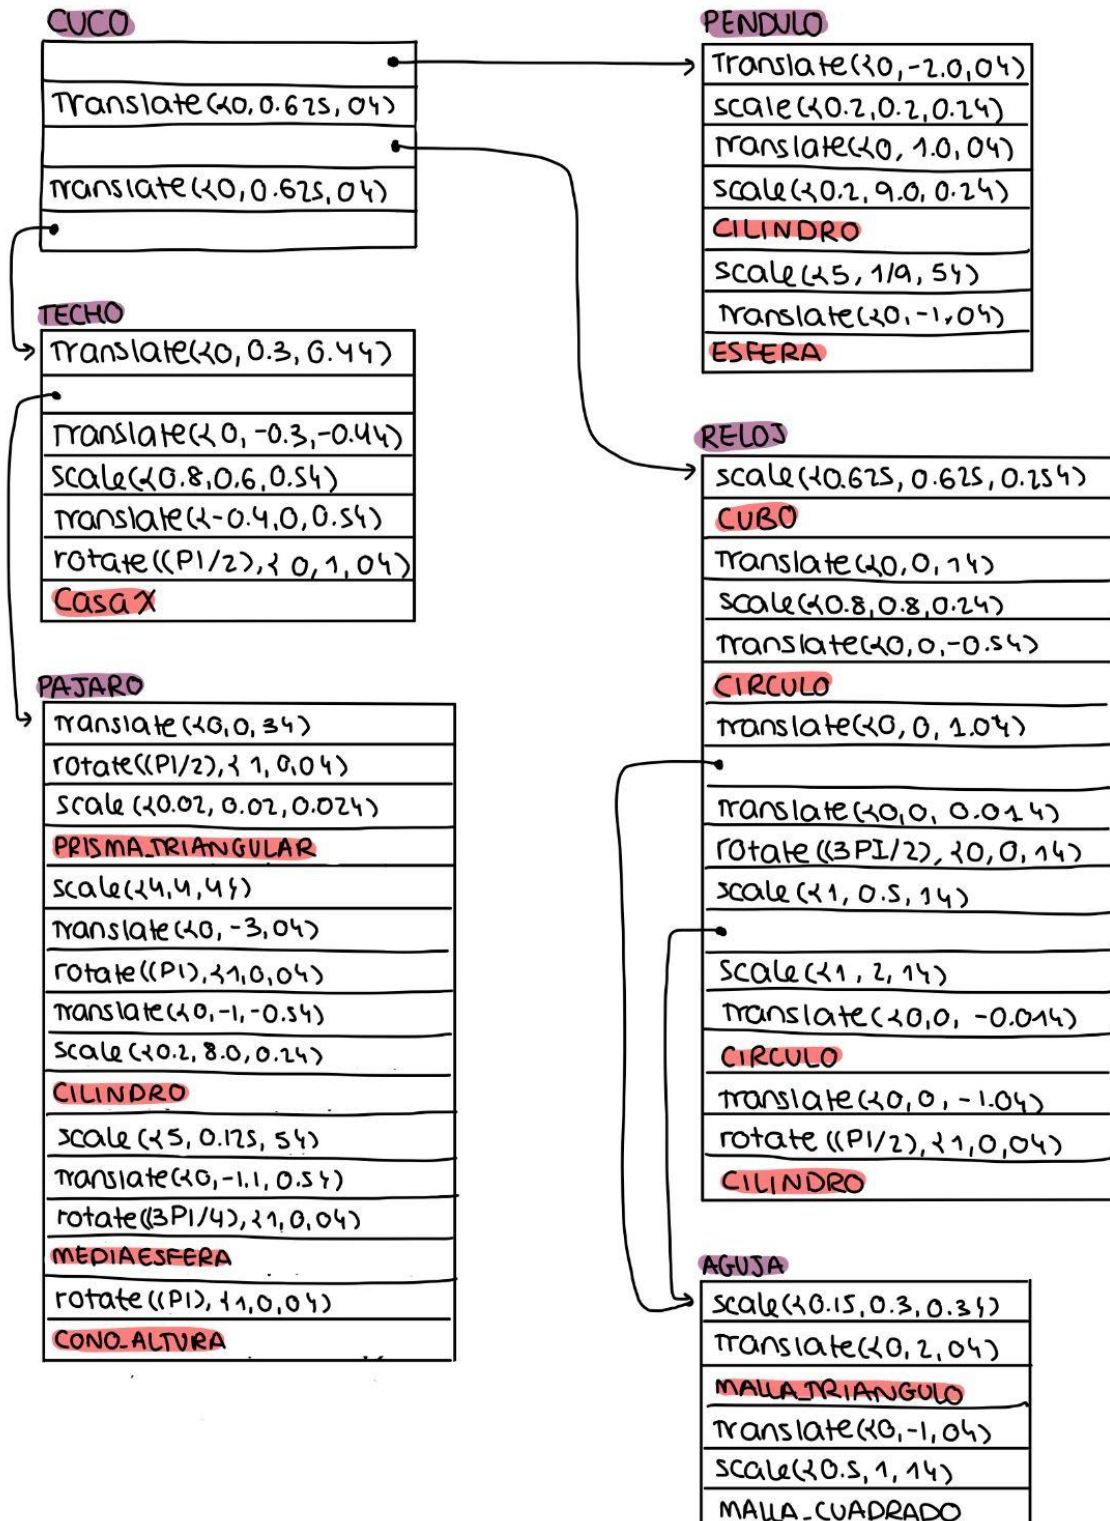 CUCO
Translate({0, 0.625, 0})
Translate({0, 0.625, 0})
TECHO
Translate({0, 0.3, 0.4})
Translate({0, -0.3, -0.4})
scale({0.8, 0.6, 0.5})
Translate({-0.4, 0, 0.5})
rotate((PI/2), {0, 1, 0})
Casa X
PAJARO
Translate({0, 0, 3})
rotate((PI/2), {1, 0, 0})
scale({0.02, 0.02, 0.02})
PRISMA_TRIANGULAR
scale({4, 4, 4})
Translate({0, -3, 0})
rotate((PI), {1, 0, 0})
Translate({0, -1, -0.5})
scale({0.2, 8.0, 0.2})
CILINDRO
scale({5, 0.125, 5})
Translate({0, -1.1, 0.5})
rotate((3PI/4), {1, 0, 0})
MEDIAESFERA
rotate((PI), {1, 0, 0})
CONO_ALTURA
PENDULO
Translate({0, -2.0, 0})
scale({0.2, 0.2, 0.2})
Translate({0, 1.0, 0})
scale({0.2, 9.0, 0.2})
CILINDRO
scale({5, 1/9, 5})
Translate({0, -1, 0})
ESFERA
RELOJ
scale({0.625, 0.625, 0.25})
CUBO
Translate({0, 0, 1})
scale({0.8, 0.8, 0.2})
Translate({0, 0, -0.5})
CIRCULO
Translate({0, 0, 1.0})
Translate({0, 0, 0.01})
rotate((3PI/2), {0, 0, 1})
scale({1, 0.5, 1})
scale({1, 2, 1})
Translate({0, 0, -0.01})
CIRCULO
Translate({0, 0, -1.0})
rotate((PI/2), {1, 0, 0})
CILINDRO
AGUJA
scale({0.15, 0.3, 0.3})
Translate({0, 2, 0})
MALLA_TRIANGULO
Translate({0, -1, 0})
scale({0.5, 1, 1})
MALLA_CUADRADO